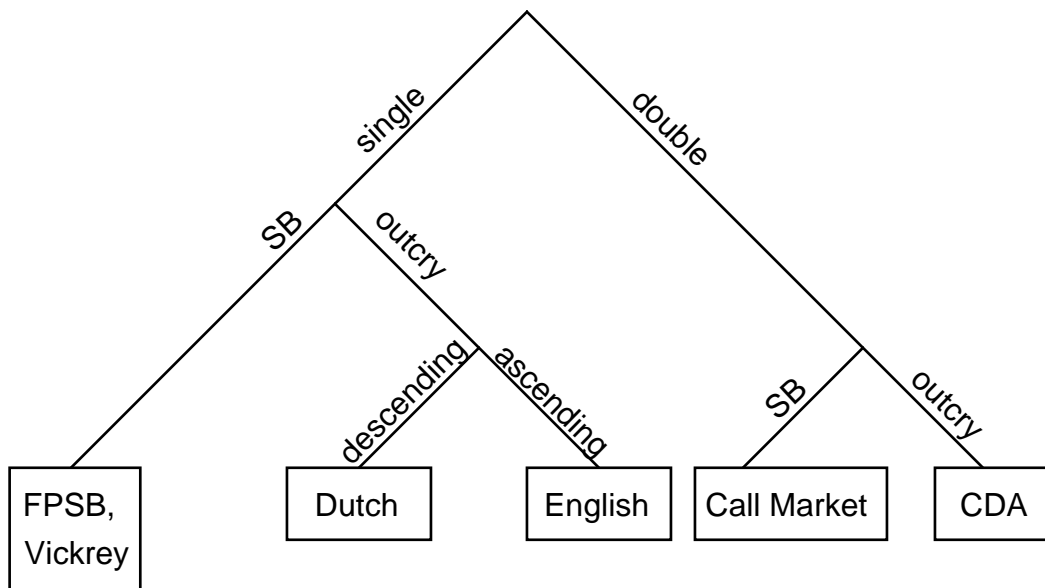 single
double
SB
outcry
descending
ascending
SB
outcry
FPSB,
Vickrey
Dutch
English
Call Market
CDA